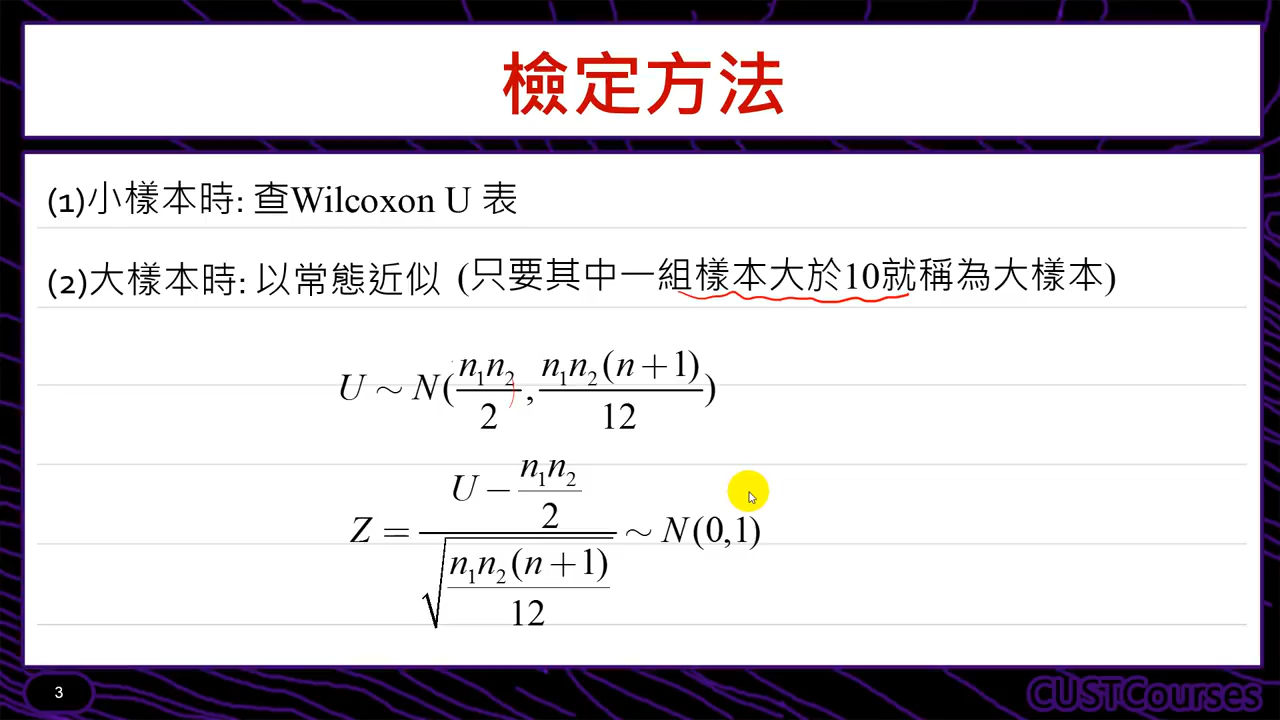 檢定方法
(1)小樣本時: 查Wilcoxon U 表
(2)大樣本時: 以常態近似 (只要其中一組樣本大於10就稱為大樣本)
U ~ N(n₁n₂/2, n₁n₂(n+1)/12)
Z = (U − n₁n₂/2) / √(n₁n₂(n+1)/12) ~ N(0,1)
3
CUSTCourses